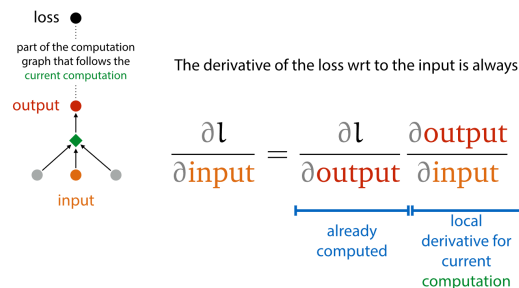 loss
part of the computation
graph that follows the
current computation
output
input
The derivative of the loss wrt to the input is always
∂l
∂input
=
∂l
∂output
∂output
∂input
already
computed
local
derivative for
current
computation